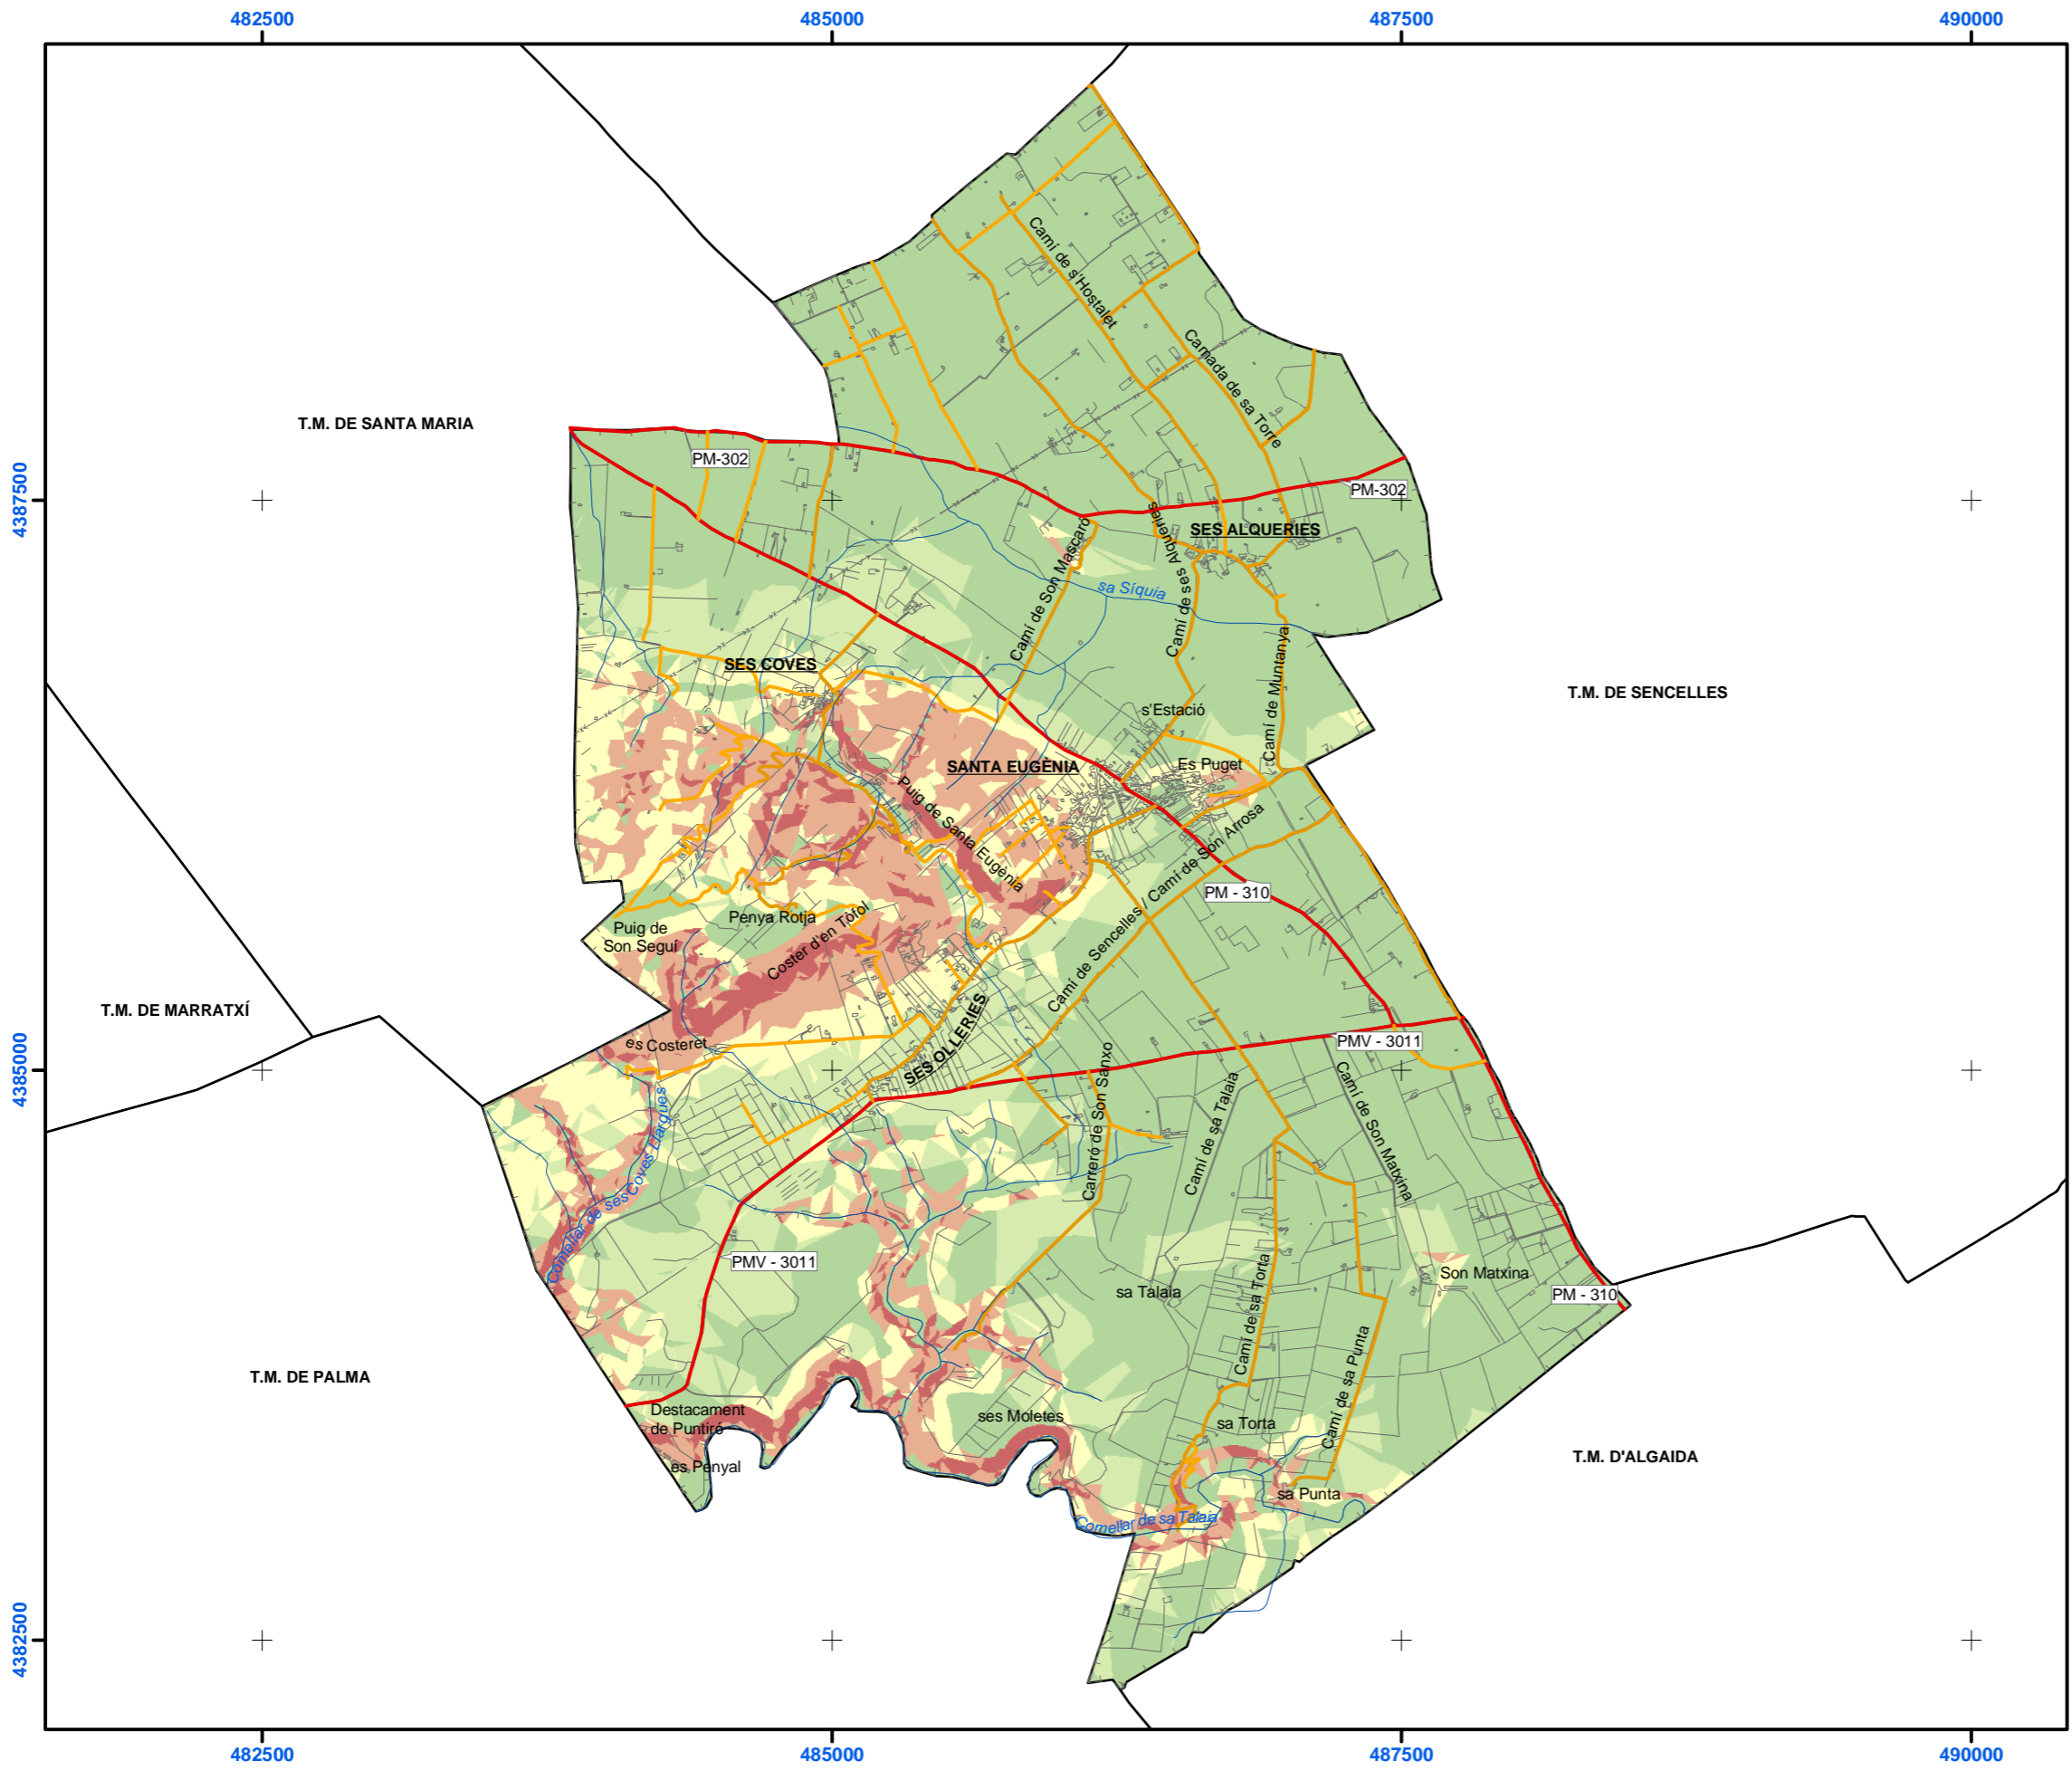 482500
485000
487500
490000
Camí de s'Hostalet
Camada de sa Torre
T.M. DE SANTA MARIA
PM-302
4387500
PM-302
SES ALQUERIES
Camí de Son Mascaró
Camí de ses Alqueries
sa Síquia
SES COVES
Camí de Muntanya
T.M. DE SENCELLES
s'Estació
SANTA EUGÈNIA
Es Puget
Puig de Santa Eugènia
Camí de Sencelles / Camí de Son Arrosa
PM - 310
Penya Rotja
Puig de
Son Seguí
Coster d'en Tòfol
T.M. DE MARRATXÍ
SES OLLERIES
es Costeret
PMV - 3011
4385000
Carreró de Son Sanxo
Camí de sa Talaia
Camí de Son Matxina
Comellar de ses Coves Llargues
PMV - 3011
Son Matxina
sa Talaia
PM - 310
Camí de sa Torta
Camí de sa Punta
T.M. DE PALMA
Destacament
de Puntiró
ses Moletes
sa Torta
T.M. D'ALGAIDA
es Penyal
sa Punta
Comellar de sa Talaia
4382500
482500
485000
487500
490000